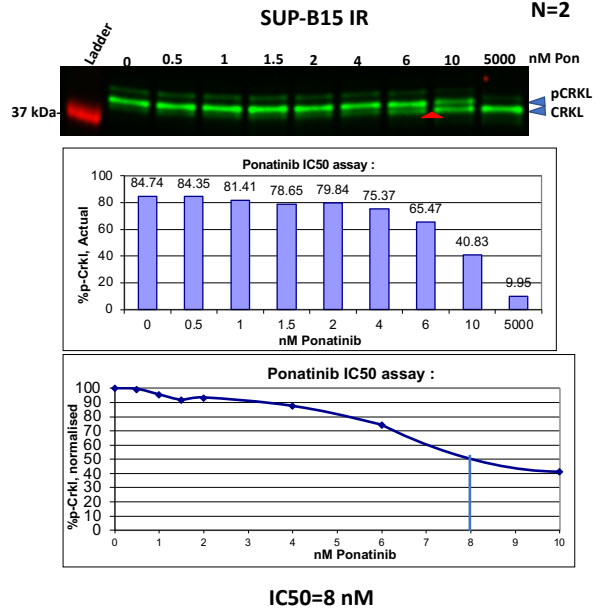 N=2
SUP-B15 IR
Ladder
0 0.5 1 1.5 2 4 6 10 5000 nM Pon
pCRKL
37 kDa-
CRKL
Ponatinib IC50 assay :
100
80
60
40
20
0
%p-Crkl, Actual
84.74 84.35 81.41 78.65 79.84 75.37 65.47 40.83 9.95
0 0.5 1 1.5 2 4 6 10 5000
nM Ponatinib
Ponatinib IC50 assay :
100
90
80
70
60
50
40
30
20
10
0
%p-Crkl, normalised
0 1 2 3 4 5 6 7 8 9 10
nM Ponatinib
IC50=8 nM